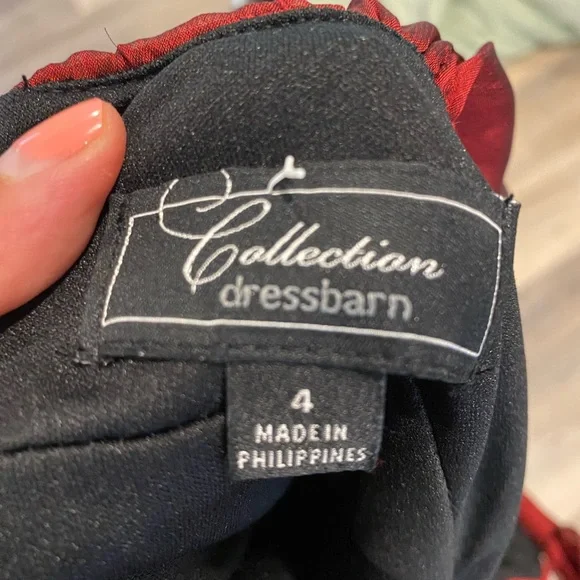 Collection
dressbarn
4
MADE IN
PHILIPPINES